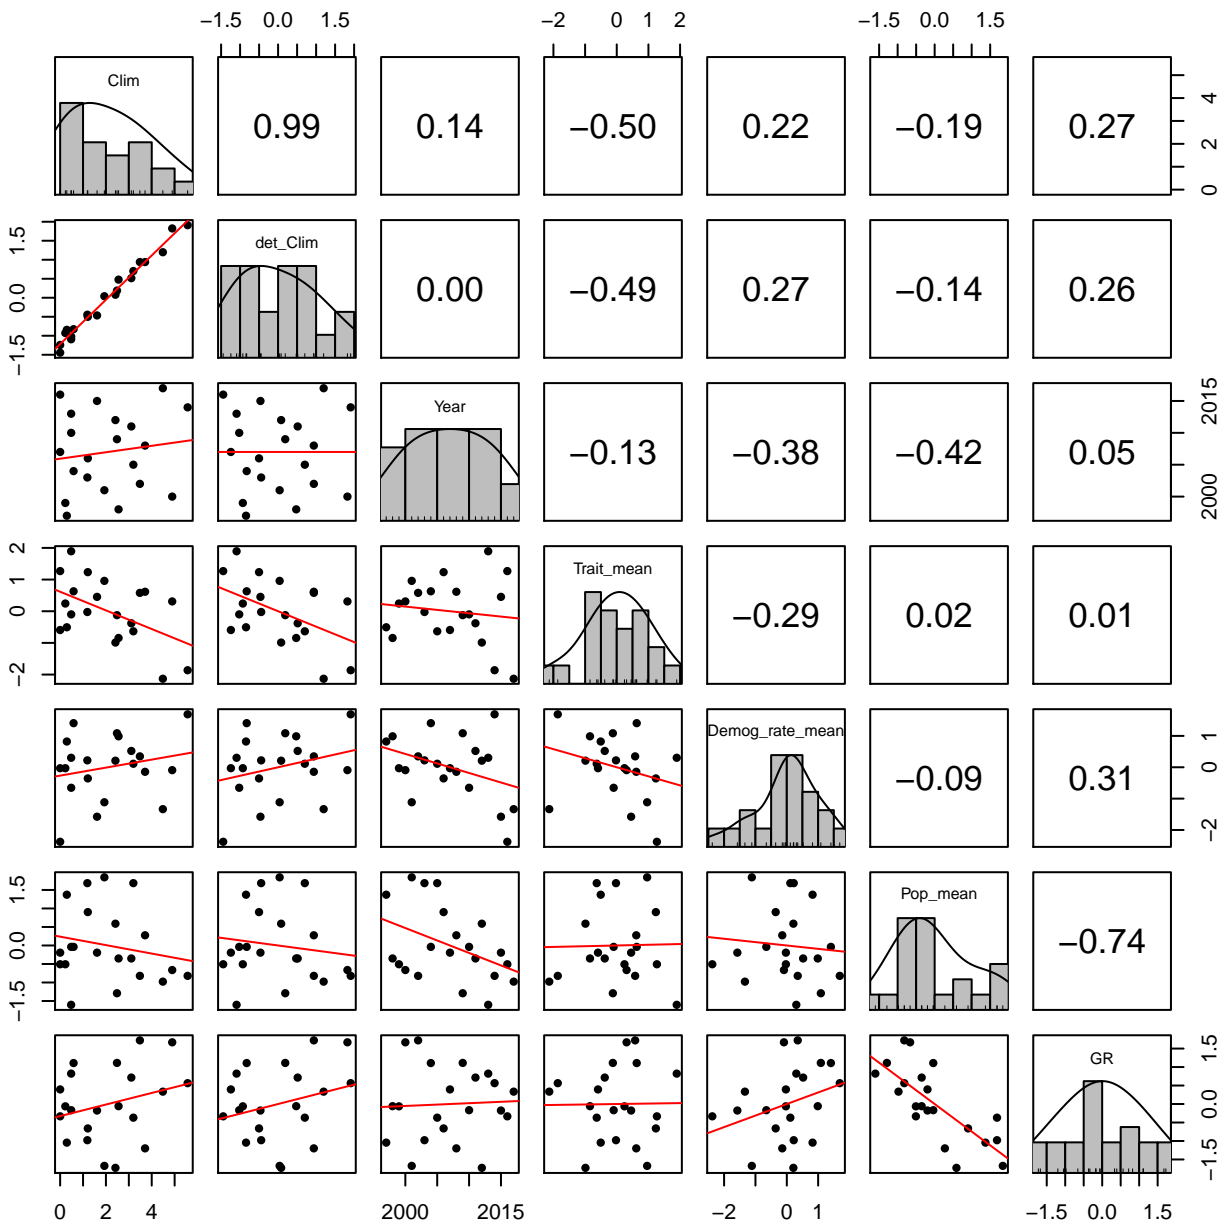 −1.5 0.0 1.5 −2 0 1 2 −1.5 0.0 1.5
Clim 0.99 0.14 −0.50 0.22 −0.19 0.27 0 2 4
−1.5 0.0 1.5 det_Clim 0.00 −0.49 0.27 −0.14 0.26
Year −0.13 −0.38 −0.42 0.05 2000 2015
−2 0 1 2 Trait_mean −0.29 0.02 0.01
Demog_rate_mean −0.09 0.31 −2 0 1
−1.5 0.0 1.5 Pop_mean −0.74
GR −1.5 0.0 1.5
0 2 4 2000 2015 −2 0 1 −1.5 0.0 1.5